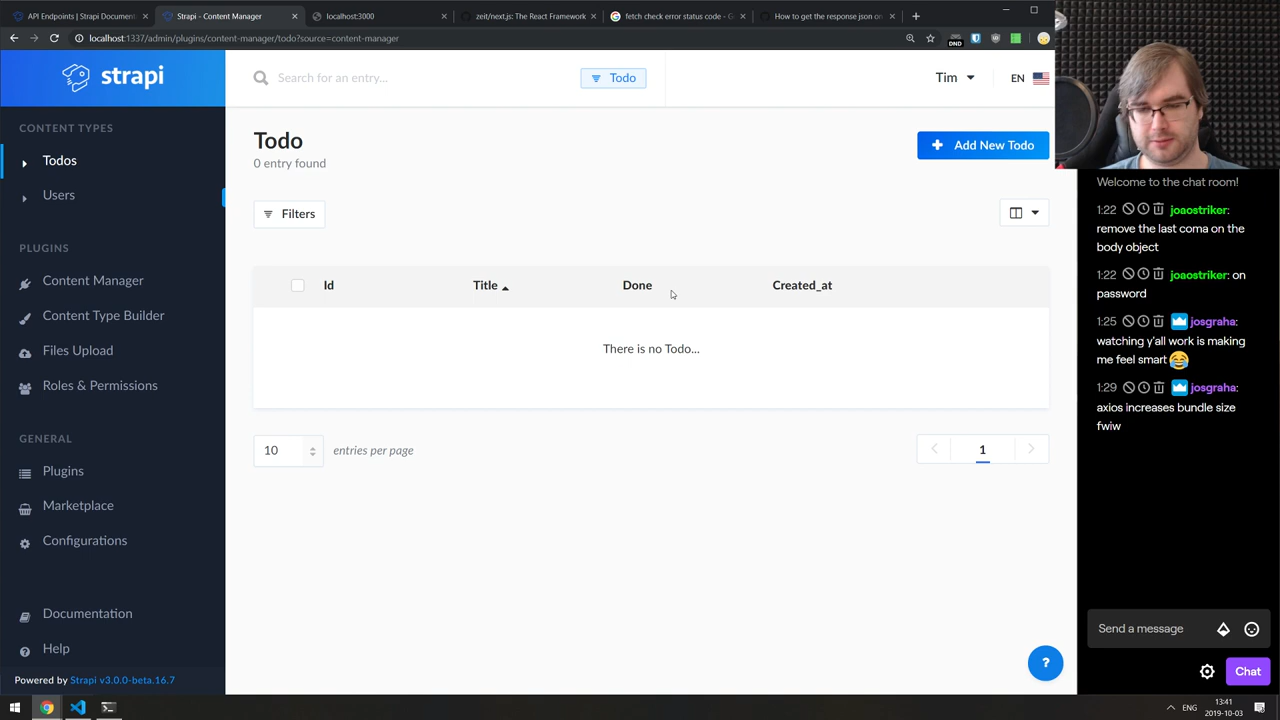 API Endpoints | Strapi Document
Strapi - Content Manager
localhost:3000
zeit/next.js: The React Framework
fetch check error status code - G
How to get the response json on
localhost:1337/admin/plugins/content-manager/todo?source=content-manager
DND
strapi
Search for an entry...
Todo
Tim
EN
CONTENT TYPES
Todos
Users
PLUGINS
Content Manager
Content Type Builder
Files Upload
Roles & Permissions
GENERAL
Plugins
Marketplace
Configurations
Documentation
Help
Powered by Strapi v3.0.0-beta.16.7
Todo
0 entry found
Add New Todo
Filters
Id Title Done Created_at
There is no Todo...
10 entries per page
1
?
Welcome to the chat room!
1:22 joaostriker:
remove the last coma on the
body object
1:22 joaostriker: on
password
1:25 josgraha:
watching y'all work is making
me feel smart 😂
1:29 josgraha:
axios increases bundle size
fwiw
Send a message
Chat
ENG
13:41
2019-10-03